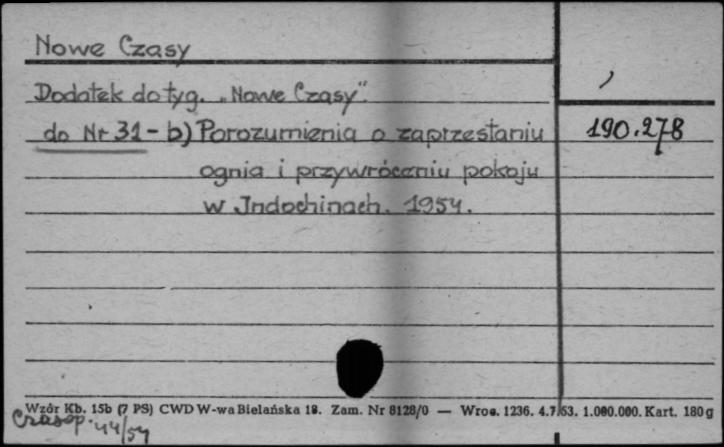 Nowe Czasy
Dodatek do tyg. "Nowe Czasy".
do Nr 31 - b) Porozumienia o zaprzestaniu
190.278
ognia i przywróceniu pokoju
w Indochinach. 1954.
Wzór Kb. 15b (7 PS) CWD W-wa Bielańska 18. Zam. Nr 8128/0 — Wroc. 1236. 4.7.53. 1.000.000. Kart. 180 g
Czasop. 44/54